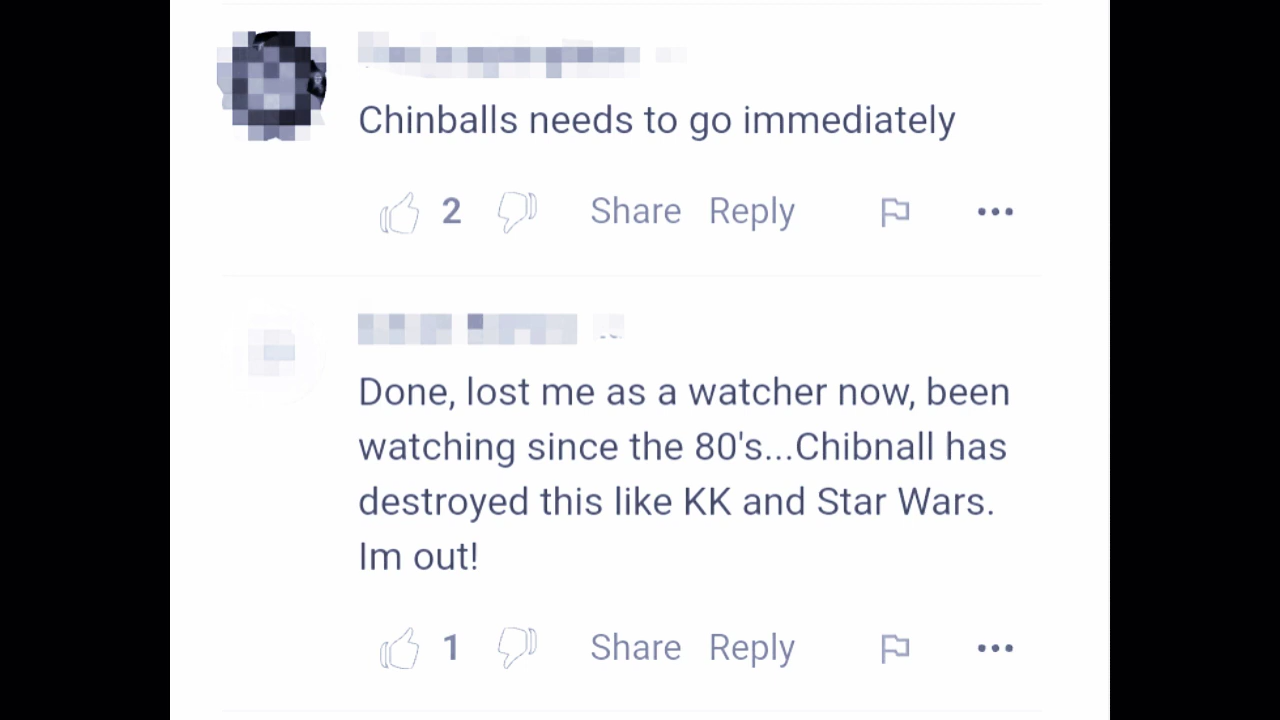 Chinballs needs to go immediately
2 Share Reply
Done, lost me as a watcher now, been
watching since the 80's...Chibnall has
destroyed this like KK and Star Wars.
Im out!
1 Share Reply